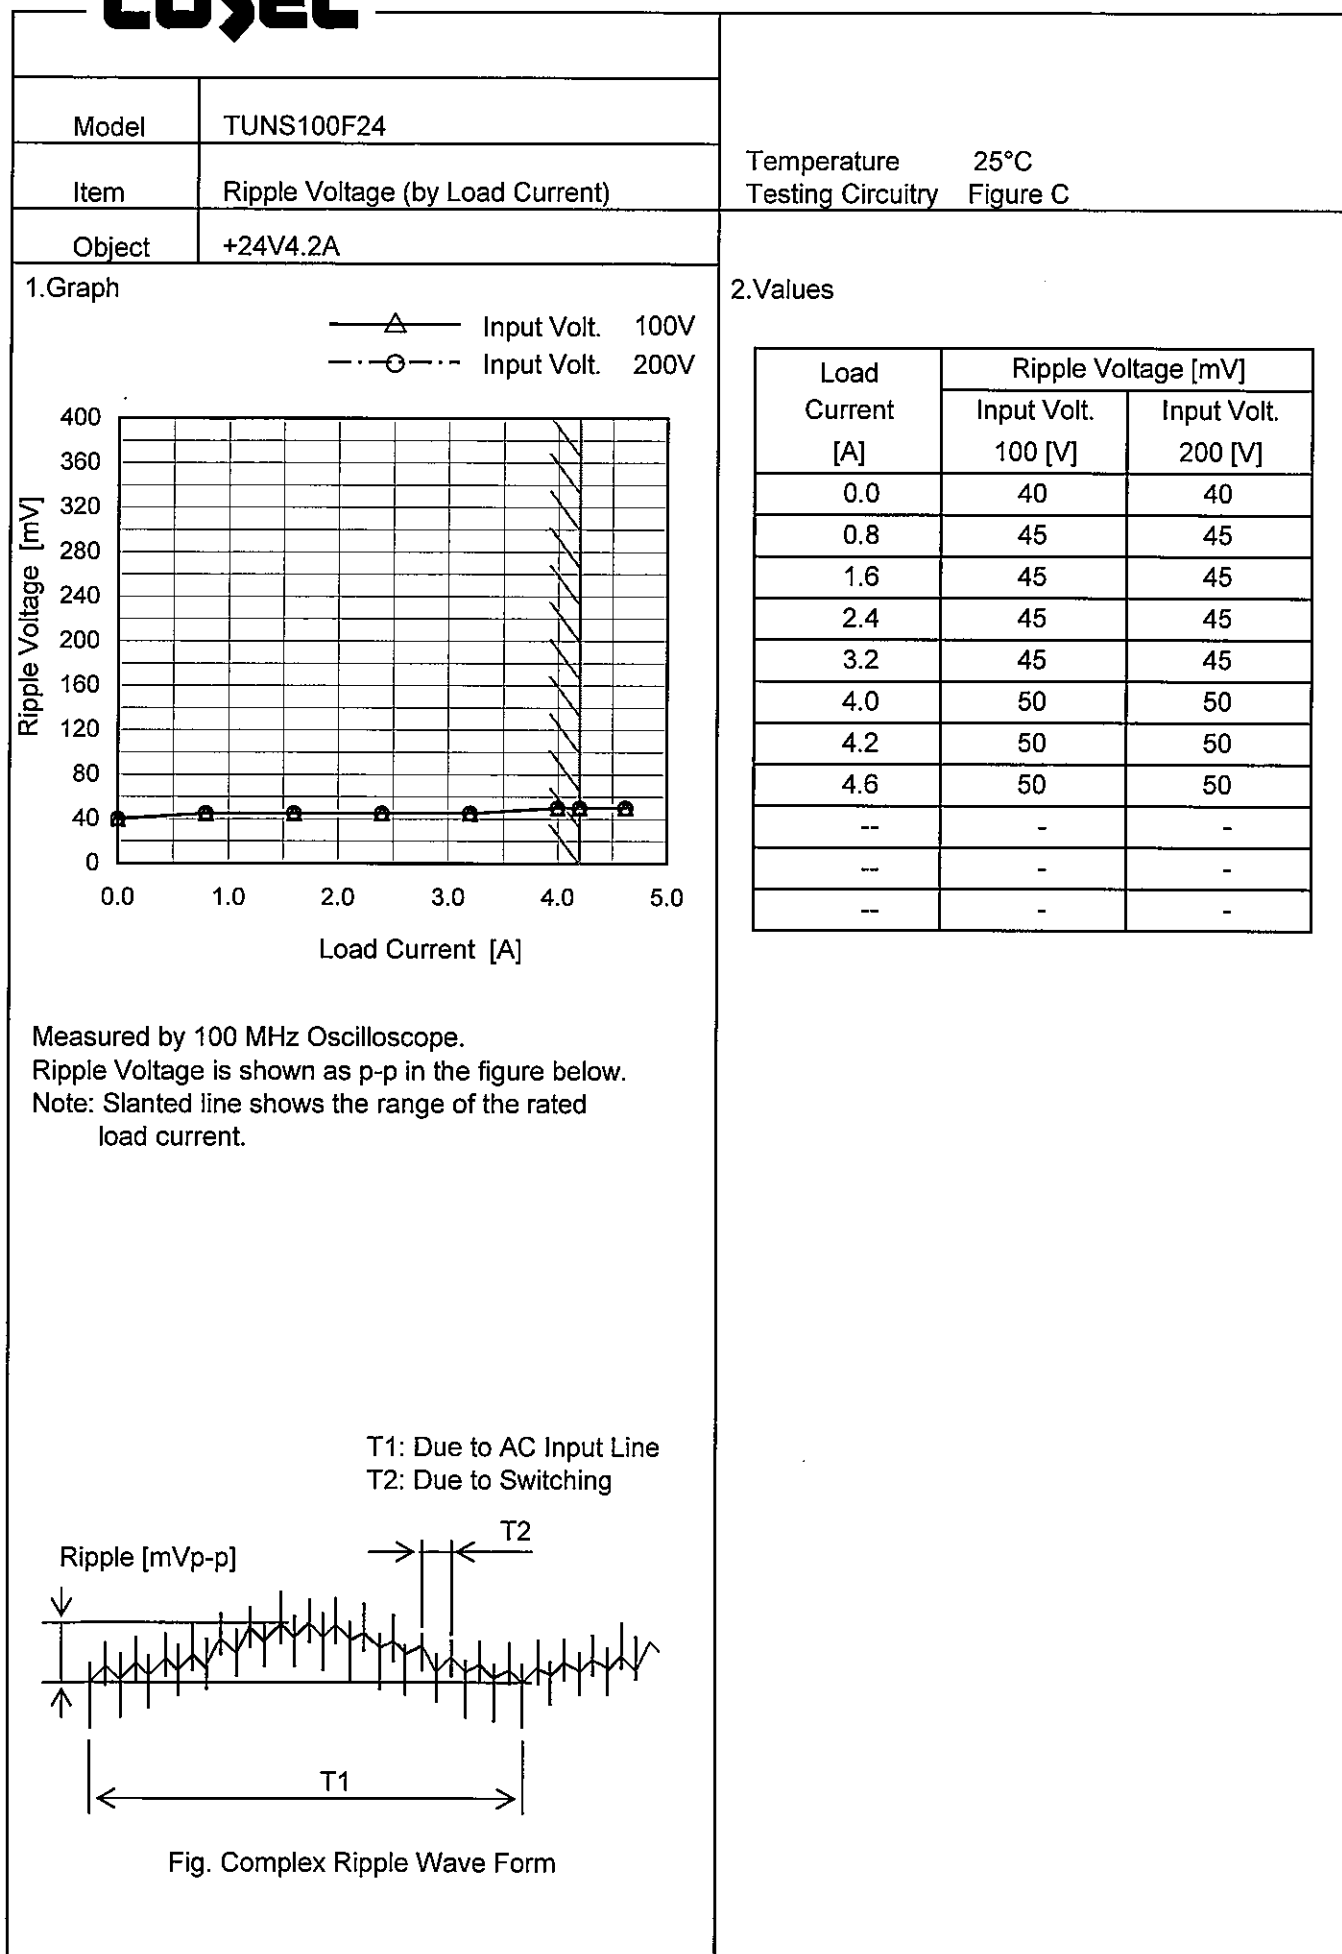 COSEL
Model TUNS100F24
Item Ripple Voltage (by Load Current)
Object +24V4.2A
Temperature 25°C
Testing Circuitry Figure C
1.Graph
Input Volt. 100V
Input Volt. 200V
Ripple Voltage [mV]
400
360
320
280
240
200
160
120
80
40
0
0.0 1.0 2.0 3.0 4.0 5.0
Load Current [A]
Measured by 100 MHz Oscilloscope.
Ripple Voltage is shown as p-p in the figure below.
Note: Slanted line shows the range of the rated
load current.
T1: Due to AC Input Line
T2: Due to Switching
T2
Ripple [mVp-p]
T1
Fig. Complex Ripple Wave Form
2.Values
Load Ripple Voltage [mV]
Current Input Volt. Input Volt.
[A] 100 [V] 200 [V]
0.0 40 40
0.8 45 45
1.6 45 45
2.4 45 45
3.2 45 45
4.0 50 50
4.2 50 50
4.6 50 50
-- - -
-- - -
-- - -